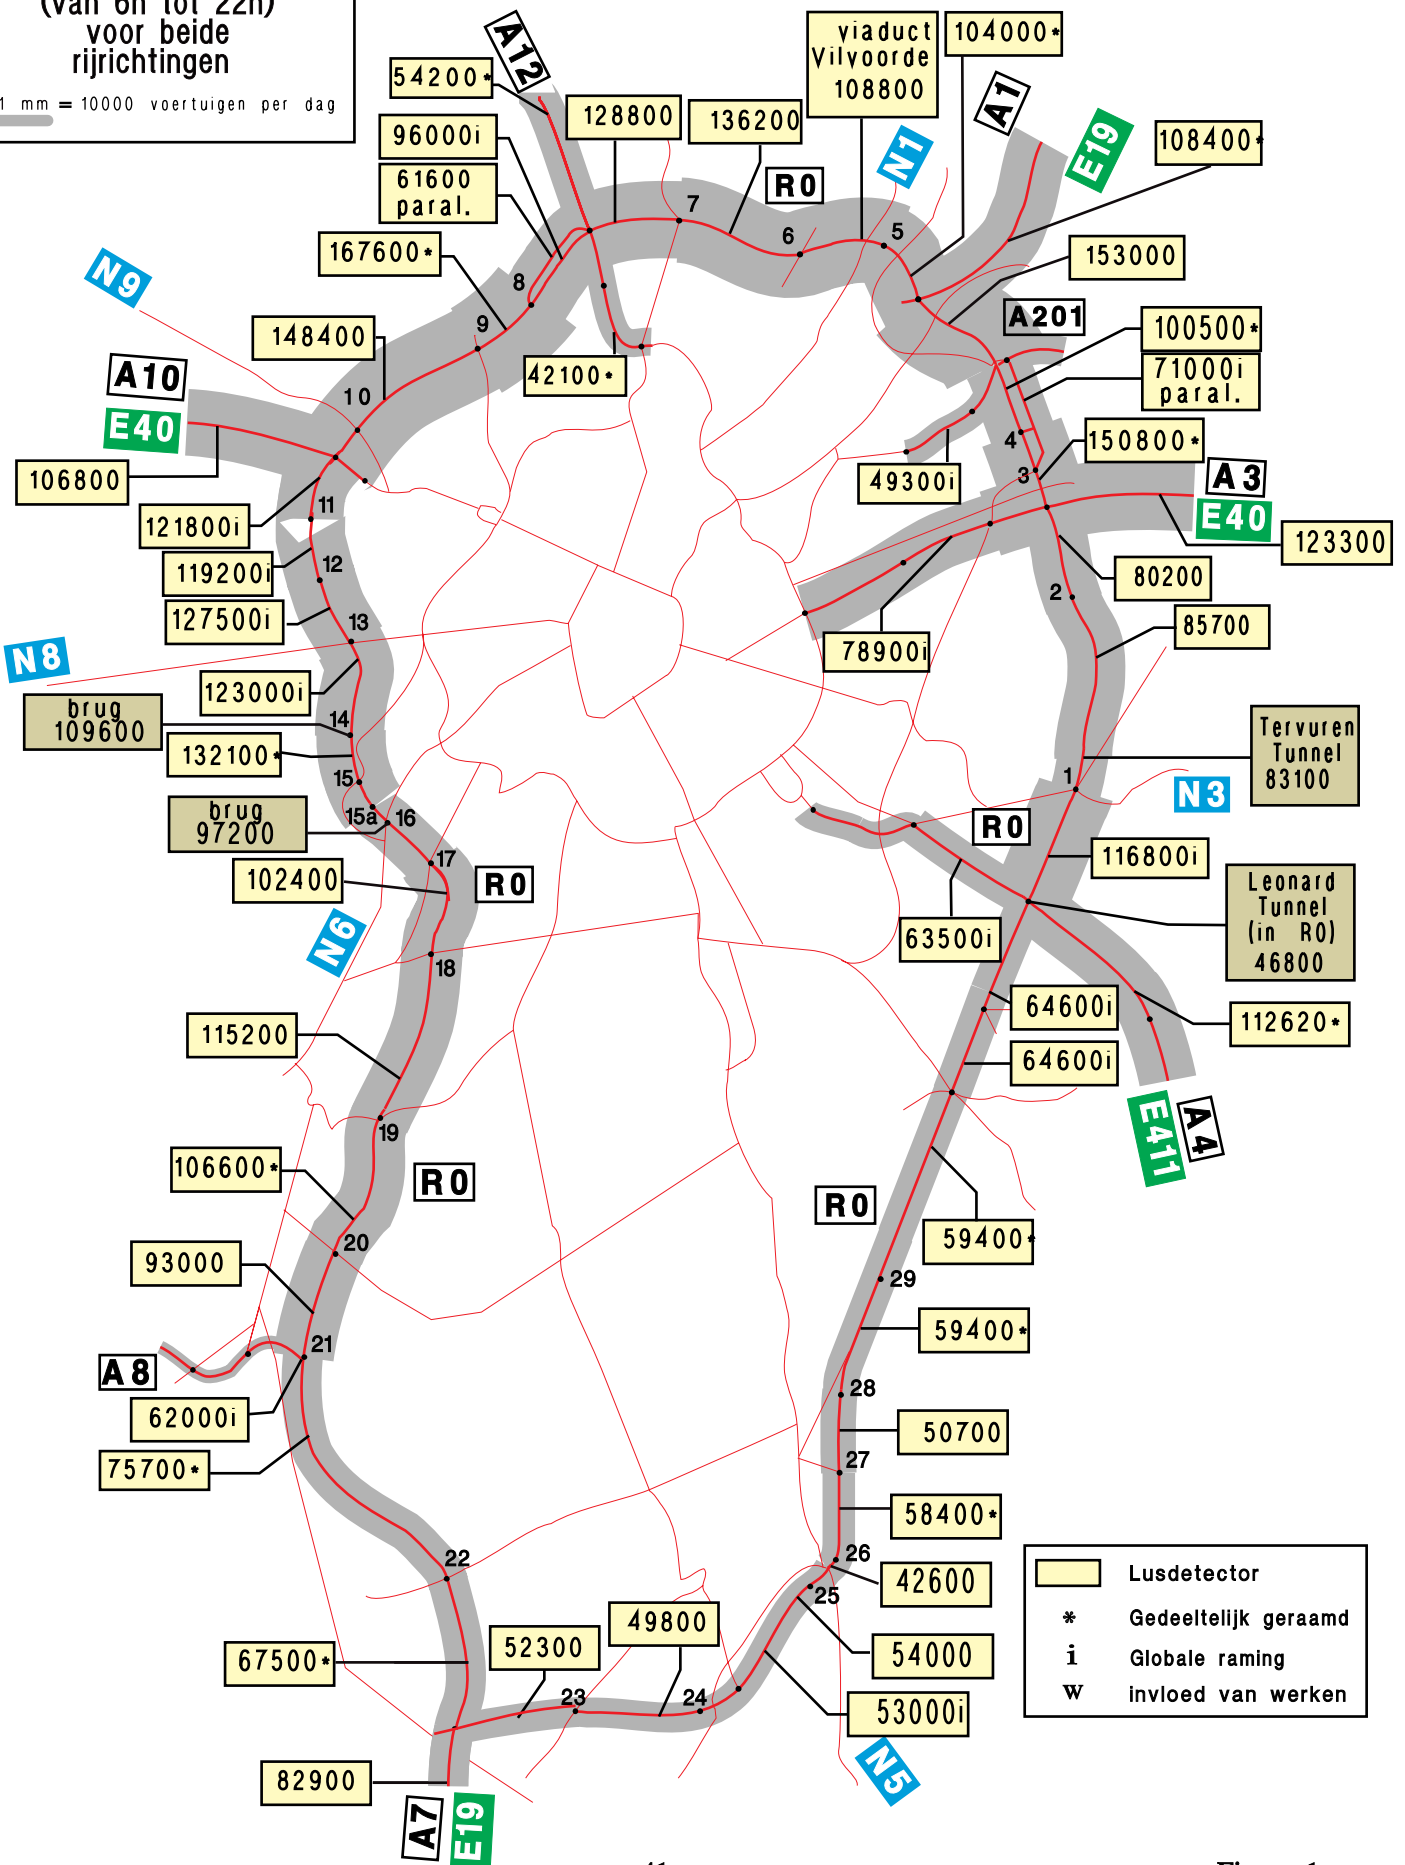 (van 6h tot 22h)
voor beide
rijrichtingen
1 mm = 10000 voertuigen per dag
A12
54200*
96000i
61600
paral.
167600*
128800
136200
R0
viaduct
Vilvoorde
108800
104000*
A1
E19
N1
108400*
153000
A201
100500*
71000i
paral.
150800*
49300i
A3
E40
123300
80200
85700
78900i
N9
148400
42100*
A10
E40
106800
121800i
119200i
127500i
N8
123000i
brug
109600
132100*
brug
97200
102400
R0
N6
Tervuren
Tunnel
83100
N3
R0
116800i
Leonard
Tunnel
(in R0)
46800
63500i
64600i
112620*
64600i
E411
A4
115200
106600*
R0
R0
59400*
93000
A8
62000i
75700*
59400*
50700
58400*
42600
54000
53000i
N5
67500*
52300
49800
82900
A7
E19
1
2
3
4
5
6
7
8
9
10
11
12
13
14
15
15a
16
17
18
19
20
21
22
23
24
25
26
27
28
29
Lusdetector
* Gedeeltelijk geraamd
i Globale raming
w invloed van werken